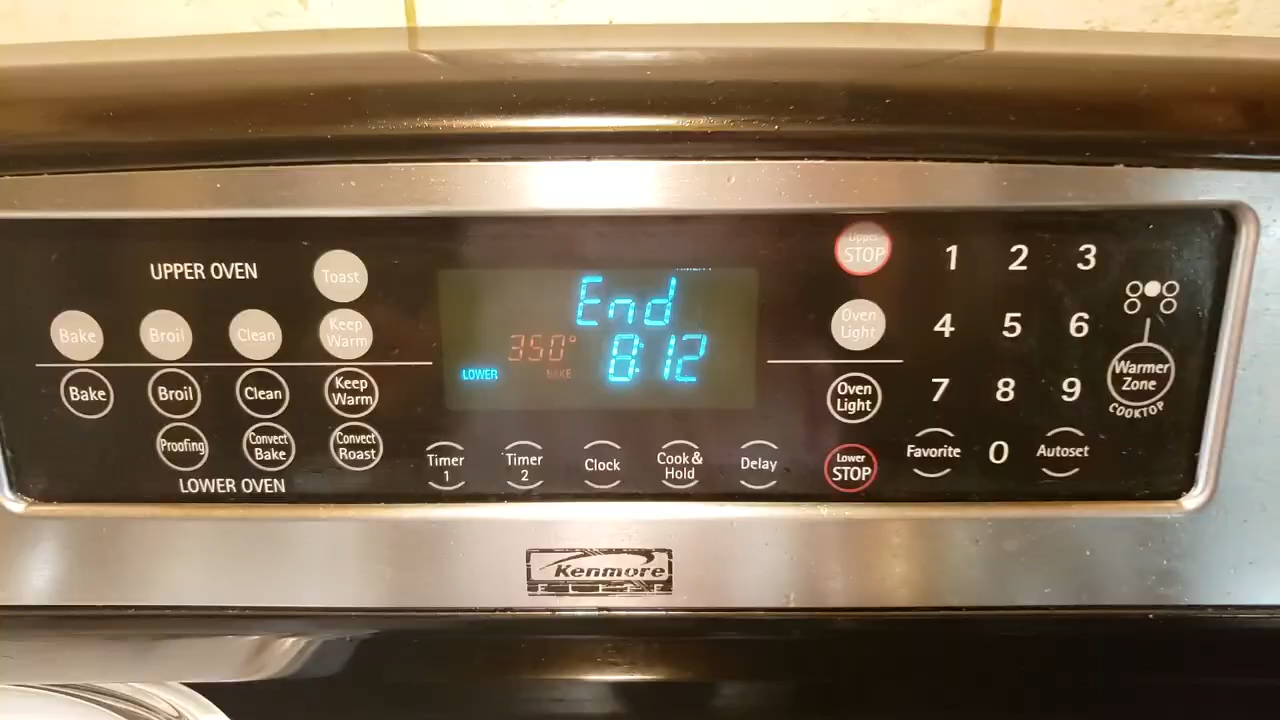 UPPER OVEN
Toast
Bake
Broil
Clean
Keep
Warm
Bake
Broil
Clean
Keep
Warm
Proofing
Convect
Bake
Convect
Roast
LOWER OVEN
End
350°
8:12
LOWER
BAKE
Timer
1
Timer
2
Clock
Cook &
Hold
Delay
Upper
STOP
Oven
Light
Oven
Light
Lower
STOP
1 2 3
4 5 6
7 8 9
Favorite 0 Autoset
Warmer
Zone
COOKTOP
Kenmore